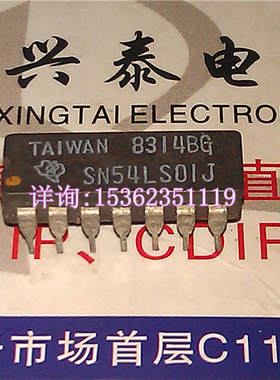 兴泰电
XINGTAI ELECTRO
TAIWAN 8314BG
SN54LS01J
详询: 15362351119
IP、CDIP
市场首层C11